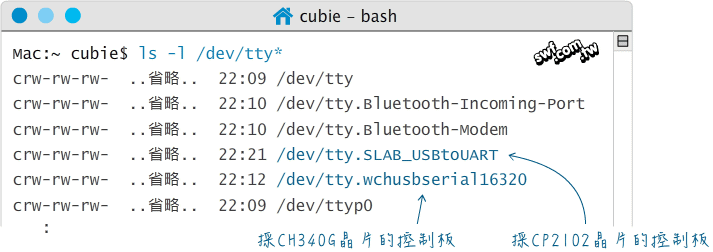 cubie – bash
Mac:~ cubie$ ls -l /dev/tty*
swf.com.tw
crw-rw-rw- ..省略.. 22:09 /dev/tty
crw-rw-rw- ..省略.. 22:10 /dev/tty.Bluetooth-Incoming-Port
crw-rw-rw- ..省略.. 22:10 /dev/tty.Bluetooth-Modem
crw-rw-rw- ..省略.. 22:21 /dev/tty.SLAB_USBtoUART
crw-rw-rw- ..省略.. 22:12 /dev/tty.wchusbserial16320
crw-rw-rw- ..省略.. 22:09 /dev/ttyp0
:
採CH340G晶片的控制板 採CP2102晶片的控制板